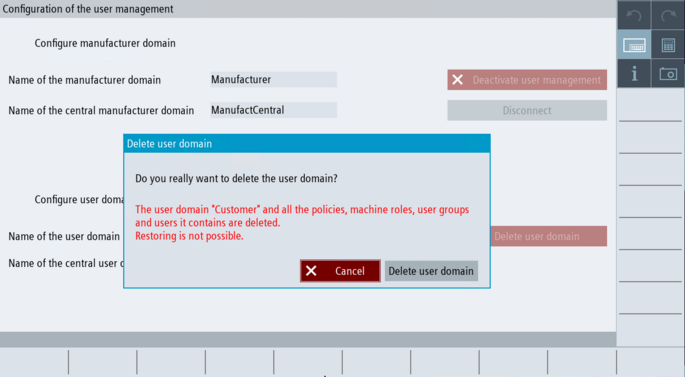 Configuration of the user management
Configure manufacturer domain
Name of the manufacturer domain Manufacturer Deactivate user management
Name of the central manufacturer domain ManufactCentral Disconnect
Delete user domain
Do you really want to delete the user domain?
The user domain "Customer" and all the policies, machine roles, user groups
and users it contains are deleted.
Restoring is not possible.
Configure user doma
Name of the user domain Delete user domain
Name of the central user
Cancel Delete user domain